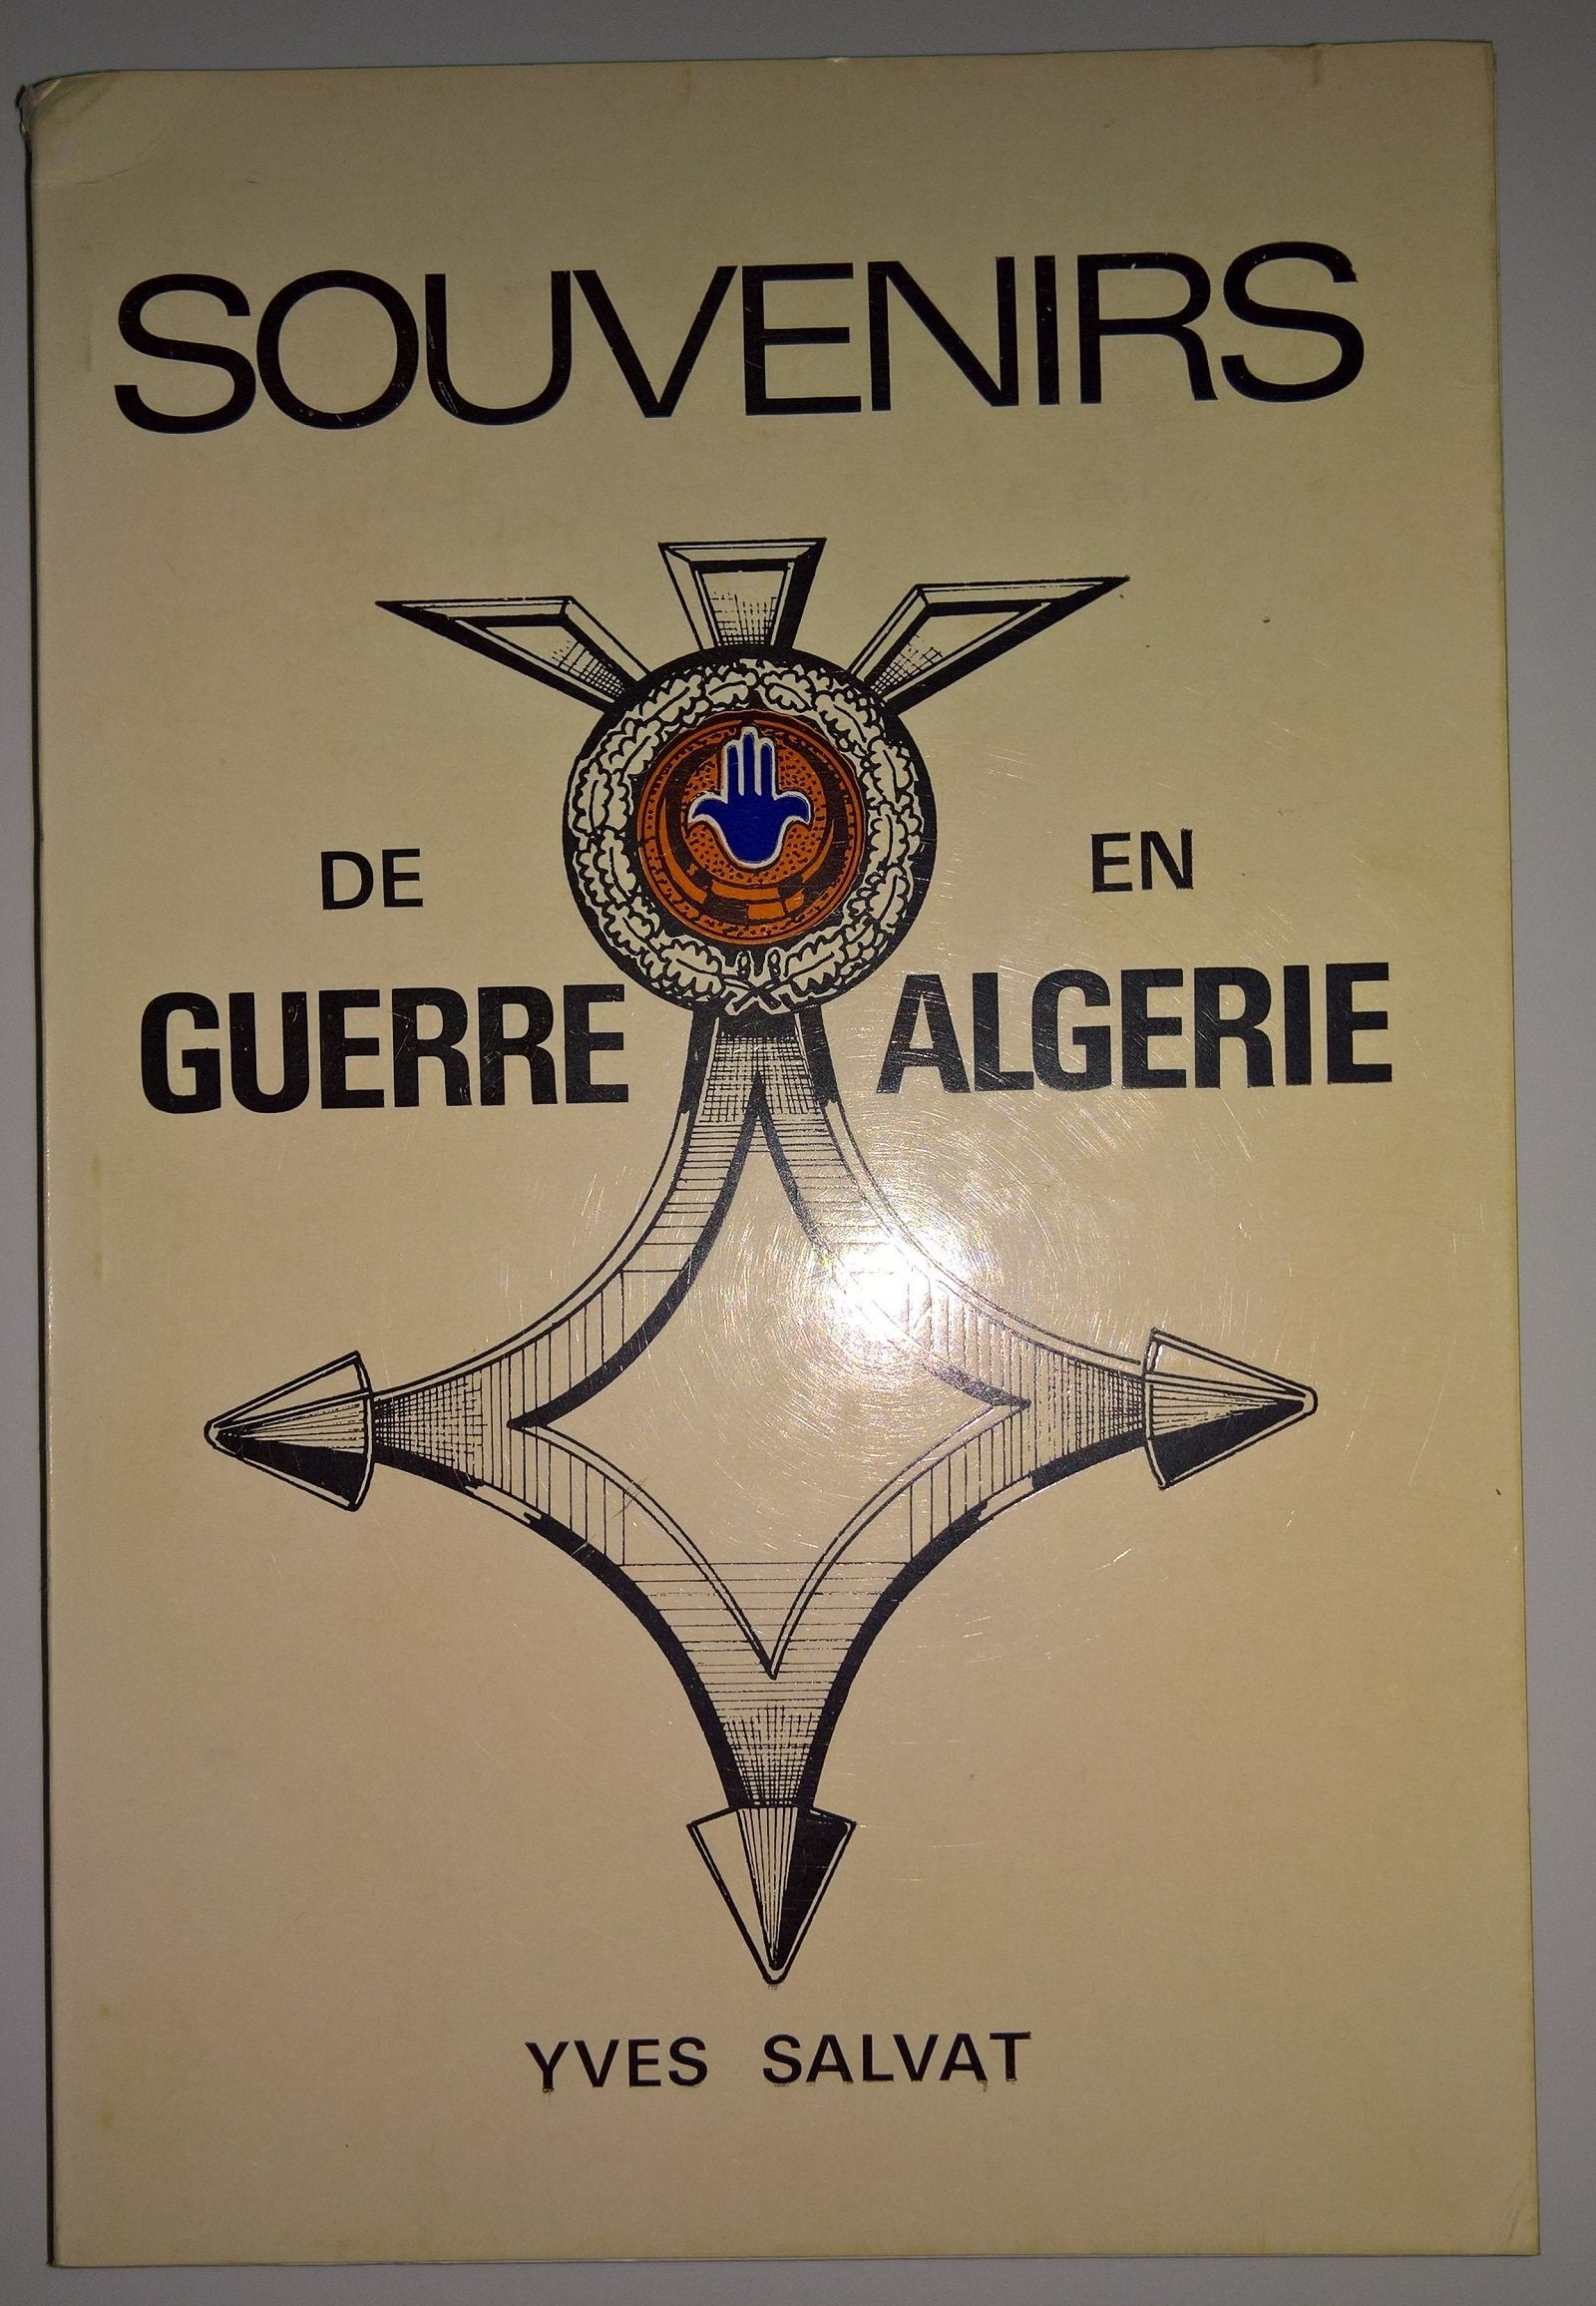 SOUVENIRS
DE
GUERRE
EN
ALGERIE
YVES SALVAT